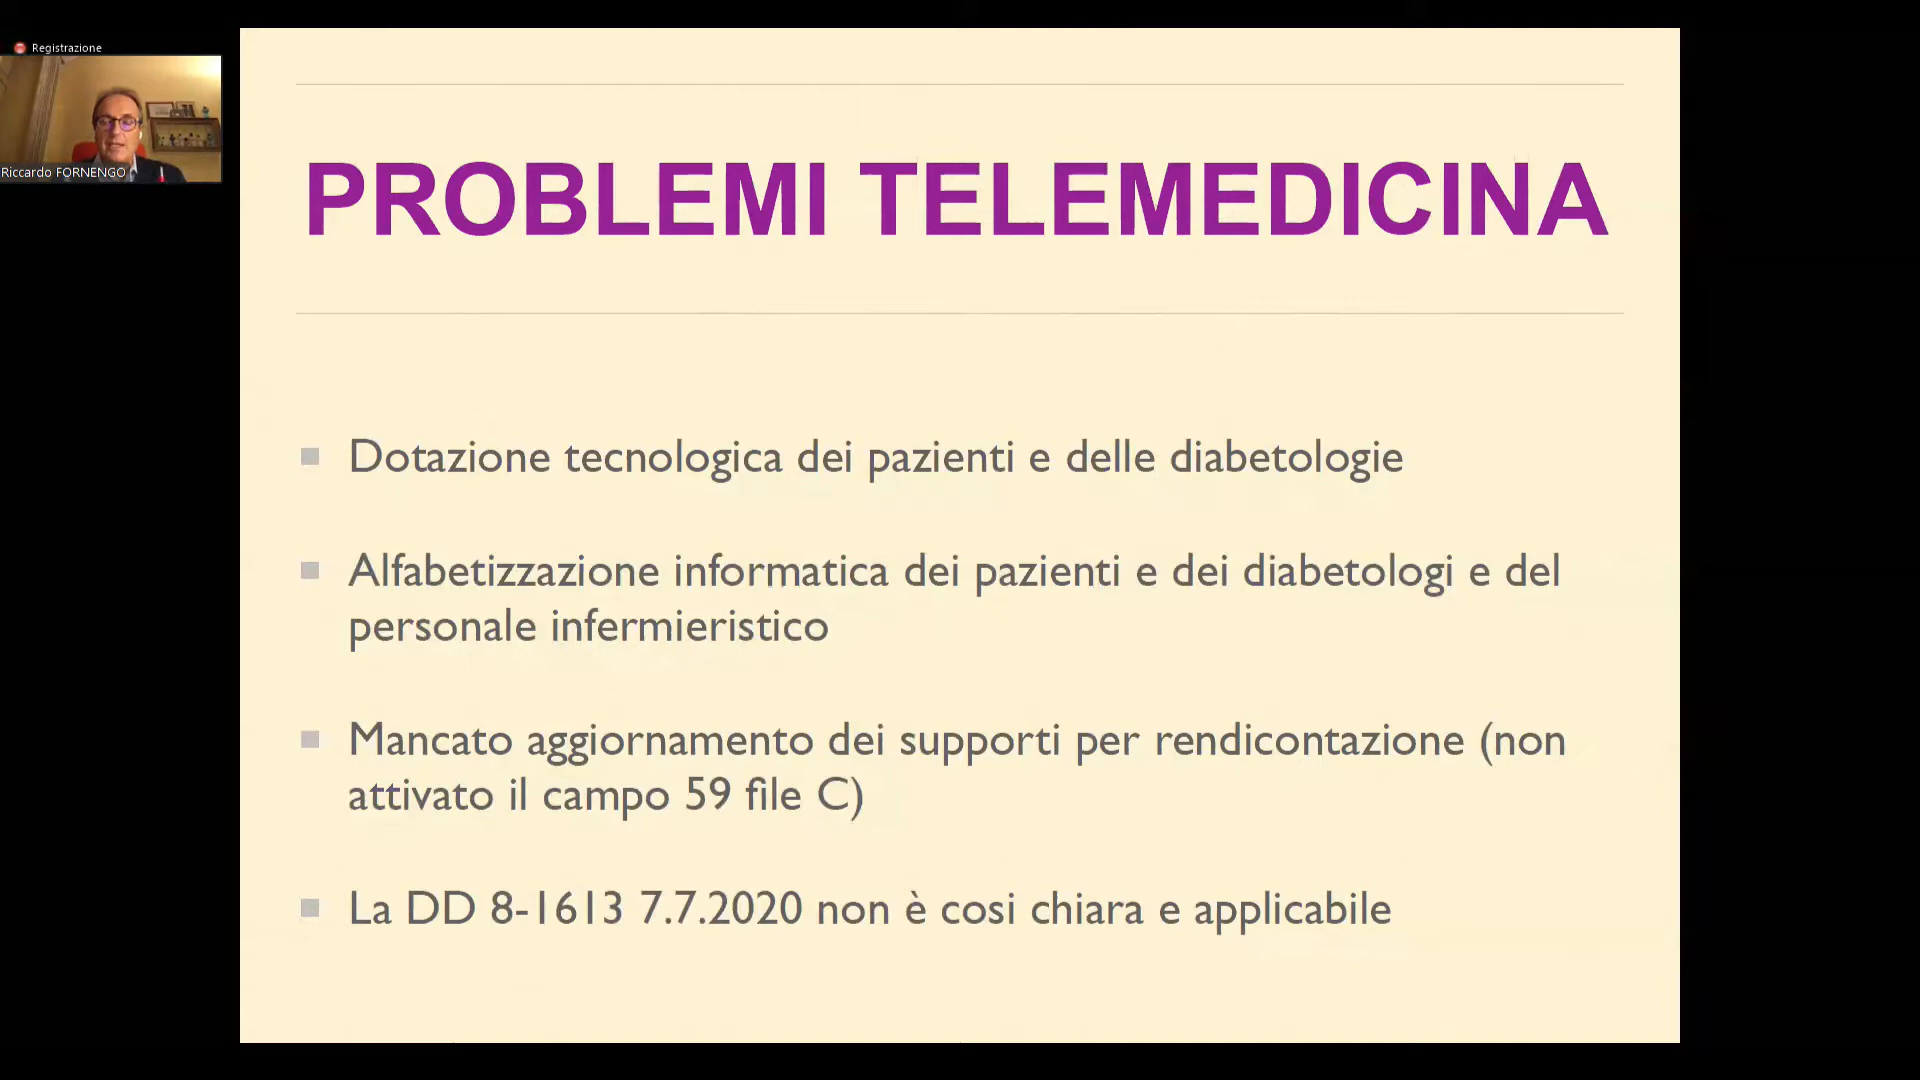 Registrazione
Riccardo FORNENGO
PROBLEMI TELEMEDICINA
Dotazione tecnologica dei pazienti e delle diabetologie
Alfabetizzazione informatica dei pazienti e dei diabetologi e del
personale infermieristico
Mancato aggiornamento dei supporti per rendicontazione (non
attivato il campo 59 file C)
La DD 8-1613 7.7.2020 non è cosi chiara e applicabile